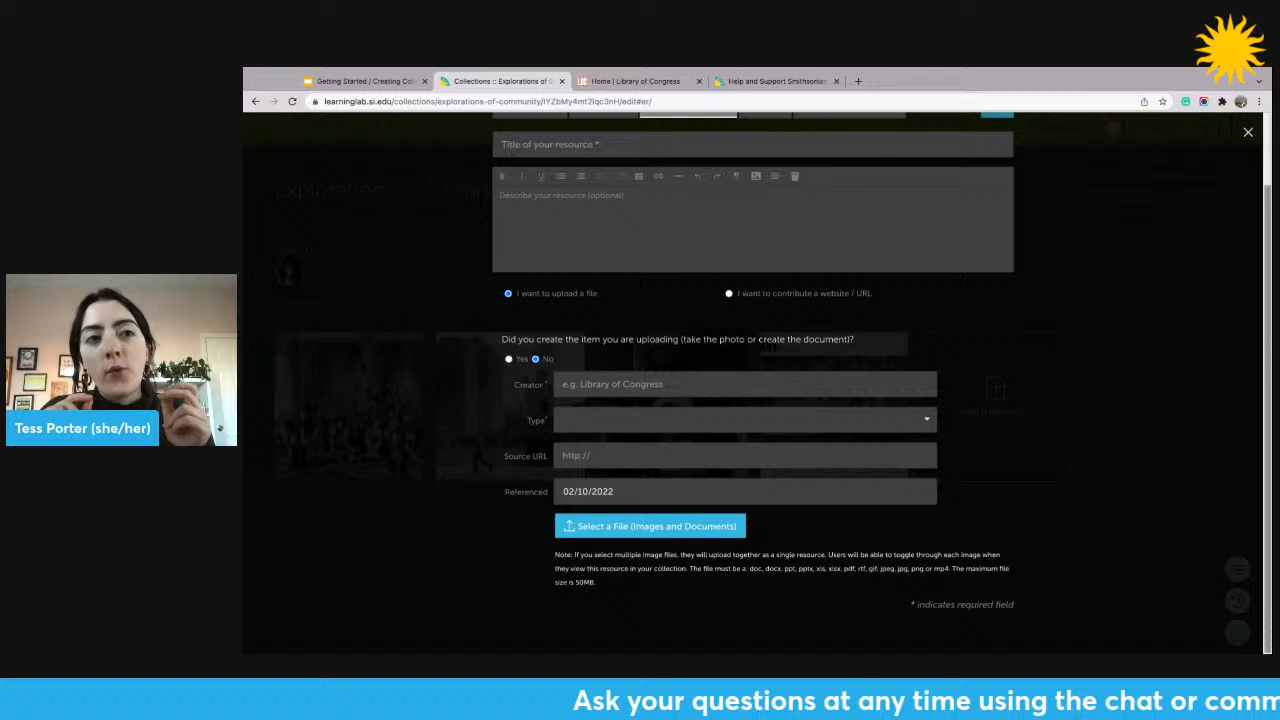 Getting Started / Creating Col
Collections :: Explorations of C
Home | Library of Congress
Help and Support Smithsonian
learninglab.si.edu/collections/explorations-of-community/IYZbMy4mt2lqc3nH/edit#er/
Title of your resource *
Describe your resource (optional)
I want to upload a file
I want to contribute a website / URL
Did you create the item you are uploading (take the photo or create the document)?
Yes No
Creator * e.g. Library of Congress
Type*
Source URL http://
Referenced 02/10/2022
Select a File (Images and Documents)
Note: If you select multiple image files, they will upload together as a single resource. Users will be able to toggle through each image when
they view this resource in your collection. The file must be a: doc, docx, ppt, pptx, xls, xlsx, pdf, rtf, gif, jpeg, jpg, png or mp4. The maximum file
size is 50MB.
* indicates required field
Tess Porter (she/her)
Ask your questions at any time using the chat or comm